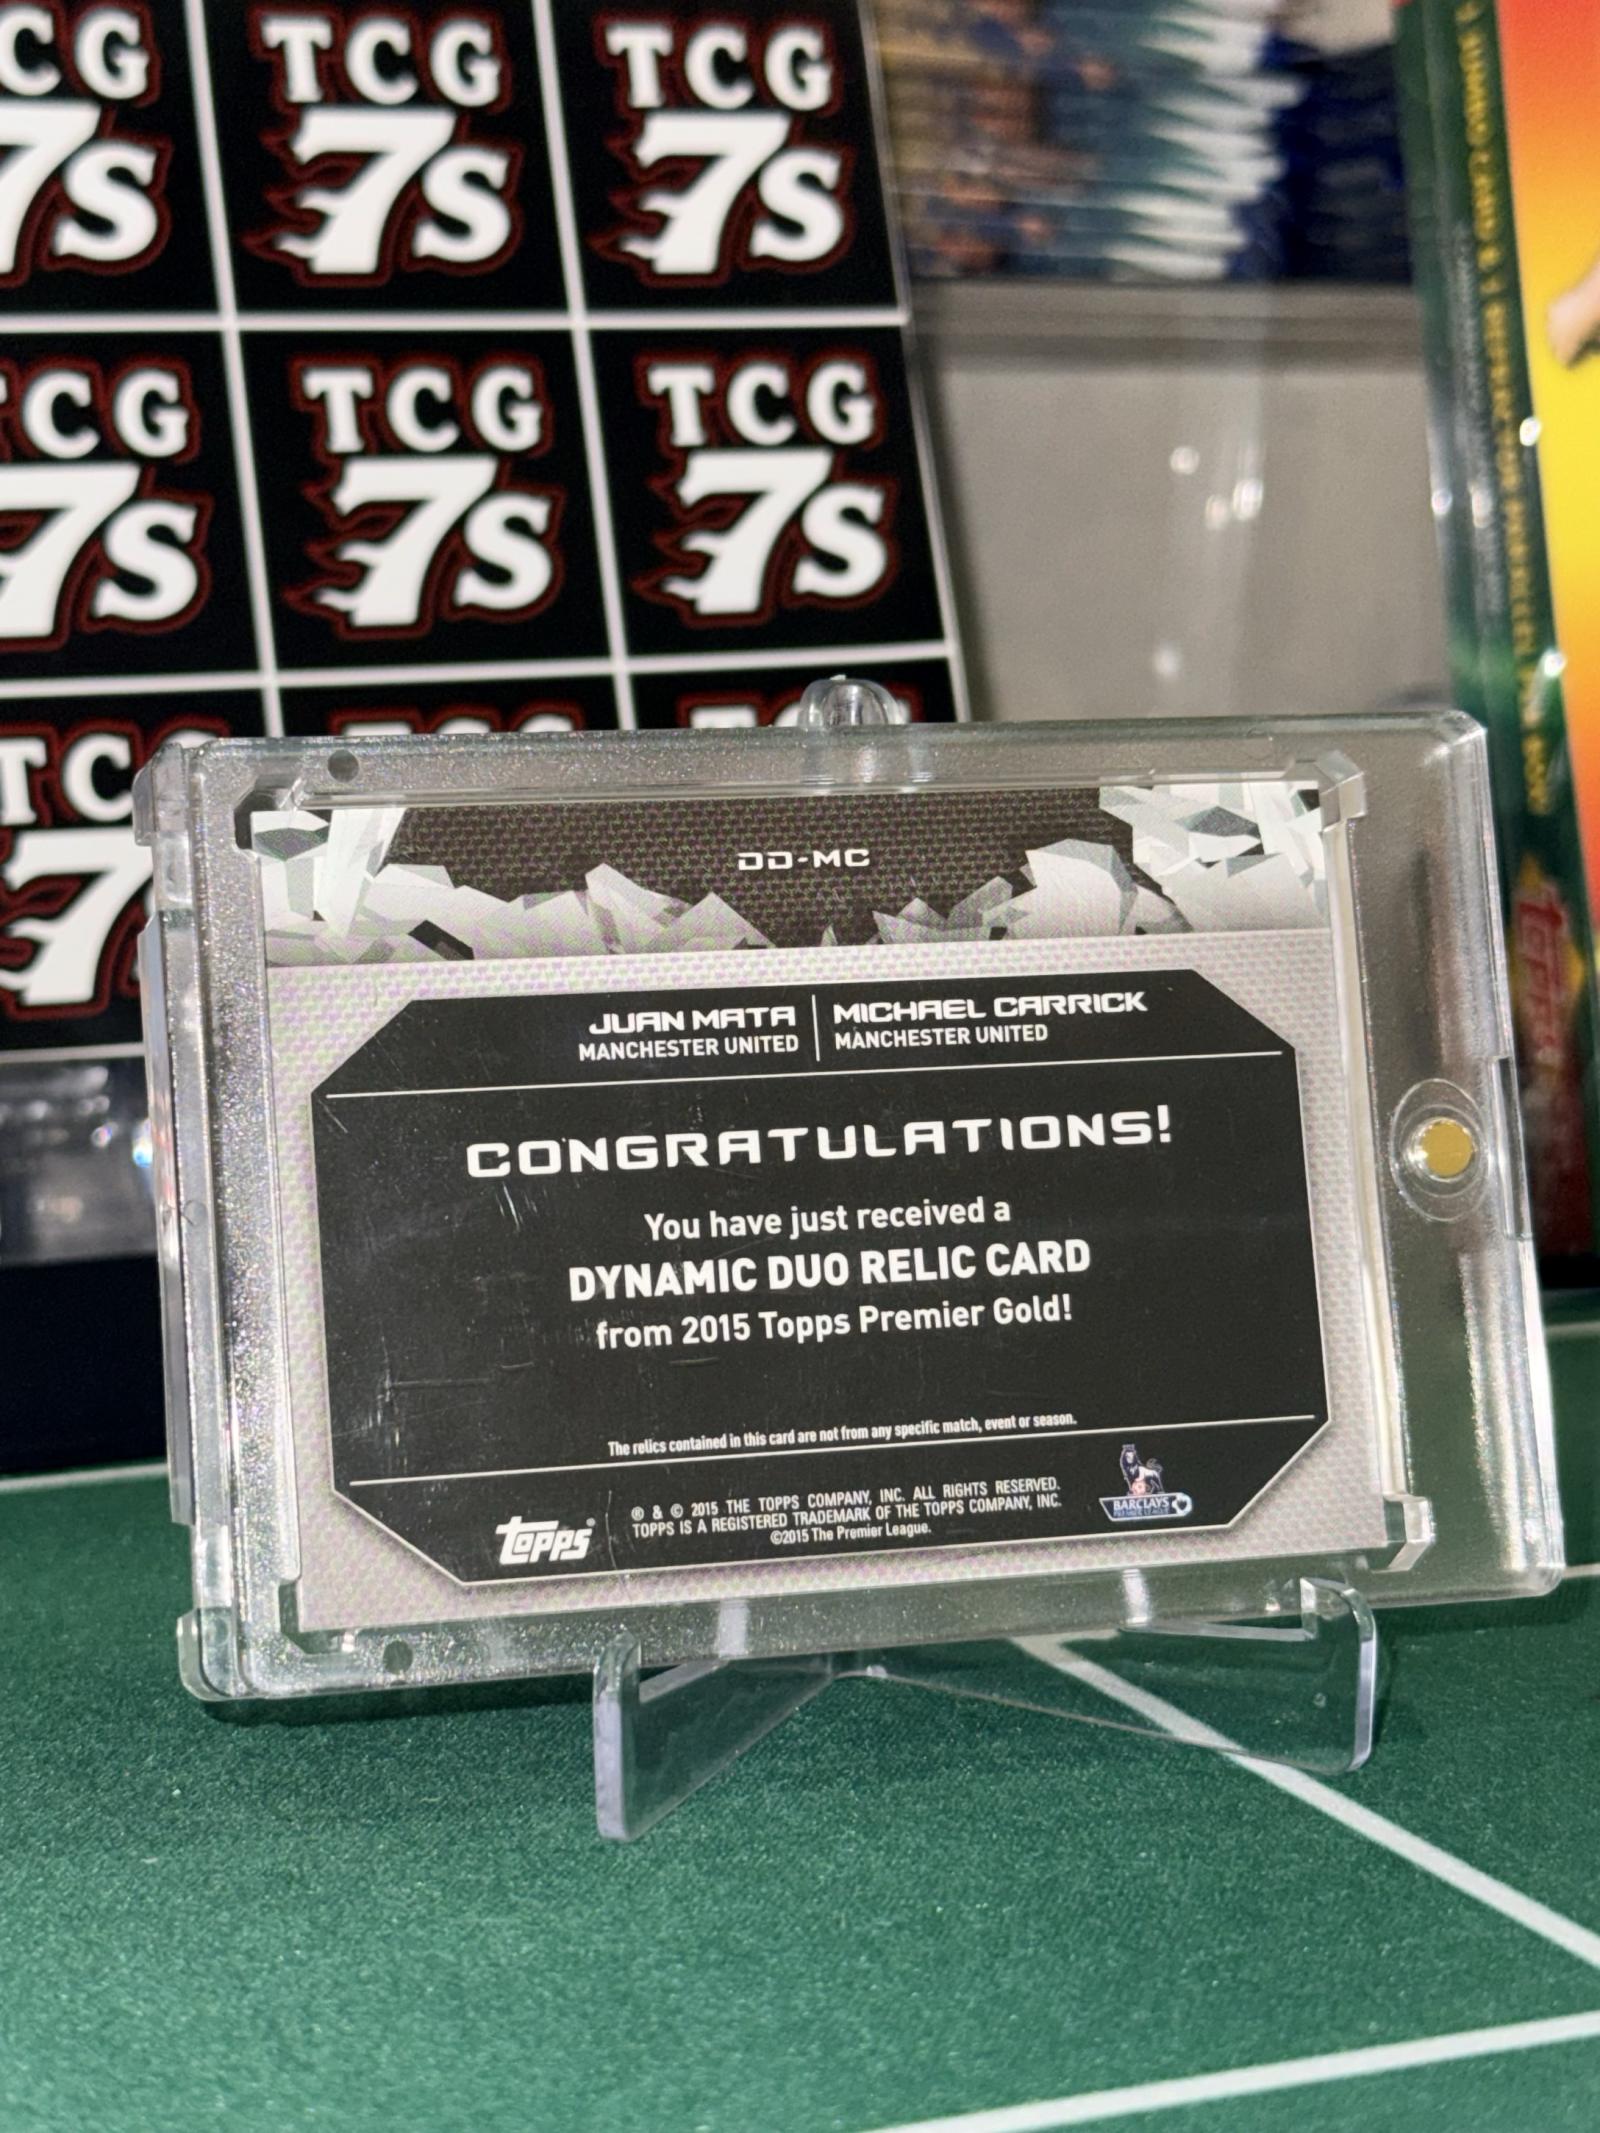 TCG
7S
TCG
7S
TCG
7S
TCG
7S
TCG
7S
TCG
7S
DD-MC
JUAN MATA
MANCHESTER UNITED
MICHAEL CARRICK
MANCHESTER UNITED
CONGRATULATIONS!
You have just received a
DYNAMIC DUO RELIC CARD
from 2015 Topps Premier Gold!
The relics contained in this card are not from any specific match, event or season.
topps®
® & © 2015 THE TOPPS COMPANY, INC. ALL RIGHTS RESERVED.
TOPPS IS A REGISTERED TRADEMARK OF THE TOPPS COMPANY, INC.
©2015 The Premier League.
BARCLAYS
PREMIER LEAGUE